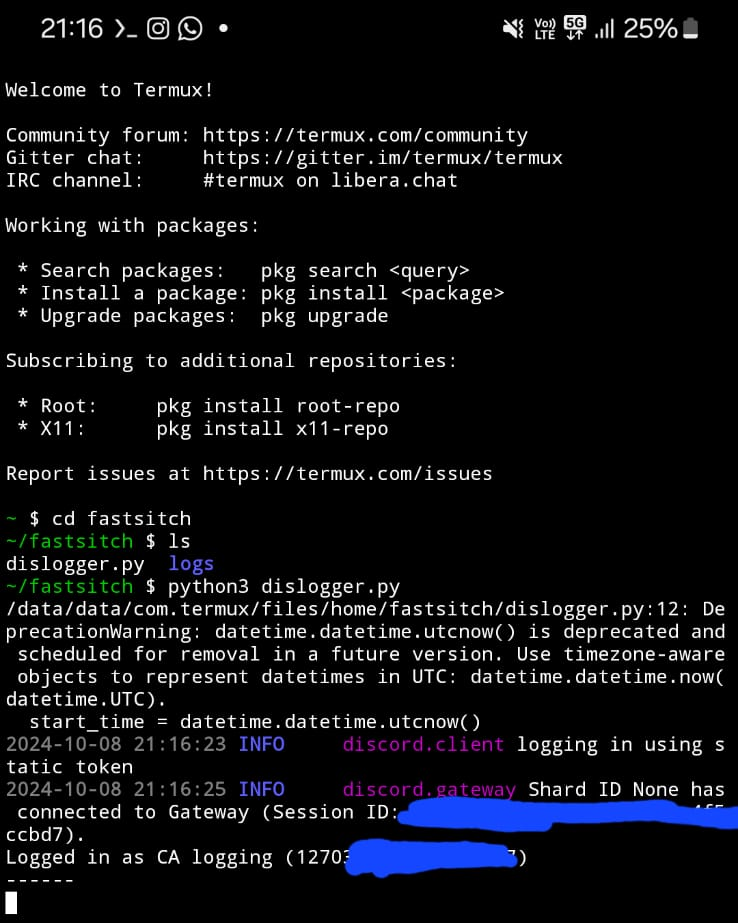 21:16
Vo)) LTE 5G 25%
Welcome to Termux!
Community forum: https://termux.com/community
Gitter chat:     https://gitter.im/termux/termux
IRC channel:     #termux on libera.chat
Working with packages:
 * Search packages:   pkg search <query>
 * Install a package: pkg install <package>
 * Upgrade packages:  pkg upgrade
Subscribing to additional repositories:
 * Root:     pkg install root-repo
 * X11:      pkg install x11-repo
Report issues at https://termux.com/issues
~ $ cd fastsitch
~/fastsitch $ ls
dislogger.py  logs
~/fastsitch $ python3 dislogger.py
/data/data/com.termux/files/home/fastsitch/dislogger.py:12: De
precationWarning: datetime.datetime.utcnow() is deprecated and
 scheduled for removal in a future version. Use timezone-aware
 objects to represent datetimes in UTC: datetime.datetime.now(
datetime.UTC).
  start_time = datetime.datetime.utcnow()
2024-10-08 21:16:23 INFO     discord.client logging in using s
tatic token
2024-10-08 21:16:25 INFO     discord.gateway Shard ID None has
 connected to Gateway (Session ID:
ccbd7).
Logged in as CA logging (1270
)
------